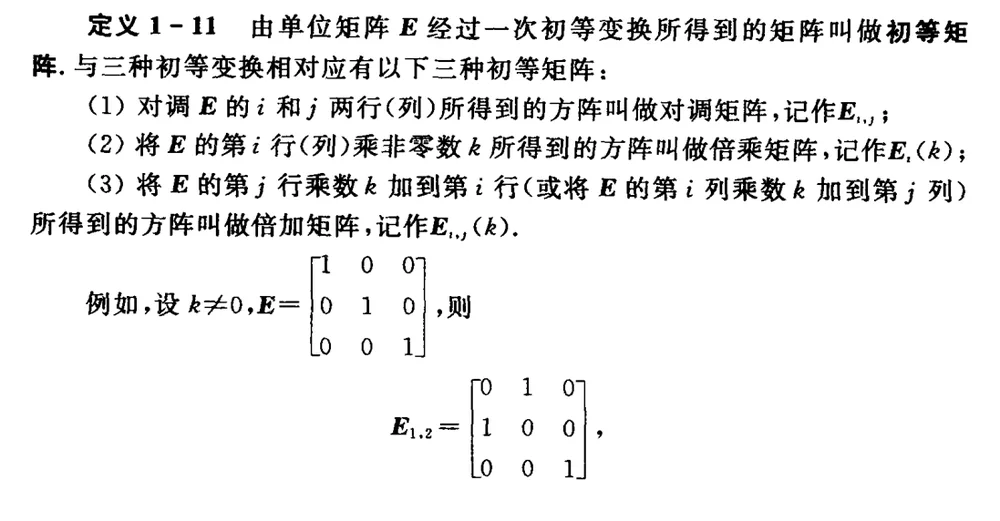 定义 1-11 由单位矩阵 E 经过一次初等变换所得到的矩阵叫做初等矩
阵.与三种初等变换相对应有以下三种初等矩阵:
(1) 对调 E 的 i 和 j 两行(列)所得到的方阵叫做对调矩阵,记作E_{i,j};
(2) 将 E 的第 i 行(列)乘非零数 k 所得到的方阵叫做倍乘矩阵,记作E_i(k);
(3) 将 E 的第 j 行乘数 k 加到第 i 行(或将 E 的第 i 列乘数 k 加到第 j 列)
所得到的方阵叫做倍加矩阵,记作E_{i,j}(k).
1 0 0
例如,设 k≠0,E= 0 1 0 ,则
0 0 1
0 1 0
E_{1,2}= 1 0 0 ,
0 0 1